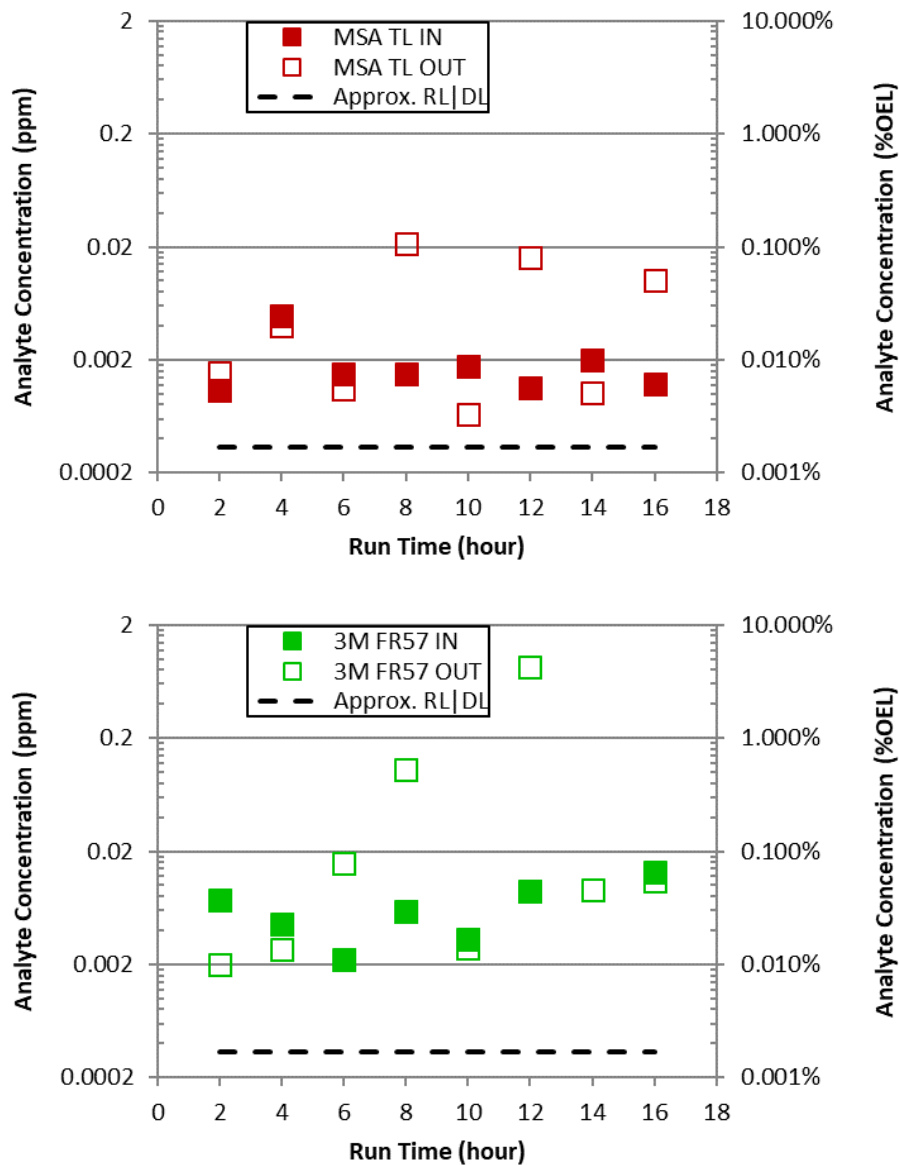 2
10.000%
MSA TL IN
MSA TL OUT
Approx. RL|DL
0.2
1.000%
Analyte Concentration (ppm)
Analyte Concentration (%OEL)
0.02
0.100%
0.002
0.010%
0.0002
0.001%
0 2 4 6 8 10 12 14 16 18
Run Time (hour)
2
10.000%
3M FR57 IN
3M FR57 OUT
Approx. RL|DL
0.2
1.000%
Analyte Concentration (ppm)
Analyte Concentration (%OEL)
0.02
0.100%
0.002
0.010%
0.0002
0.001%
0 2 4 6 8 10 12 14 16 18
Run Time (hour)